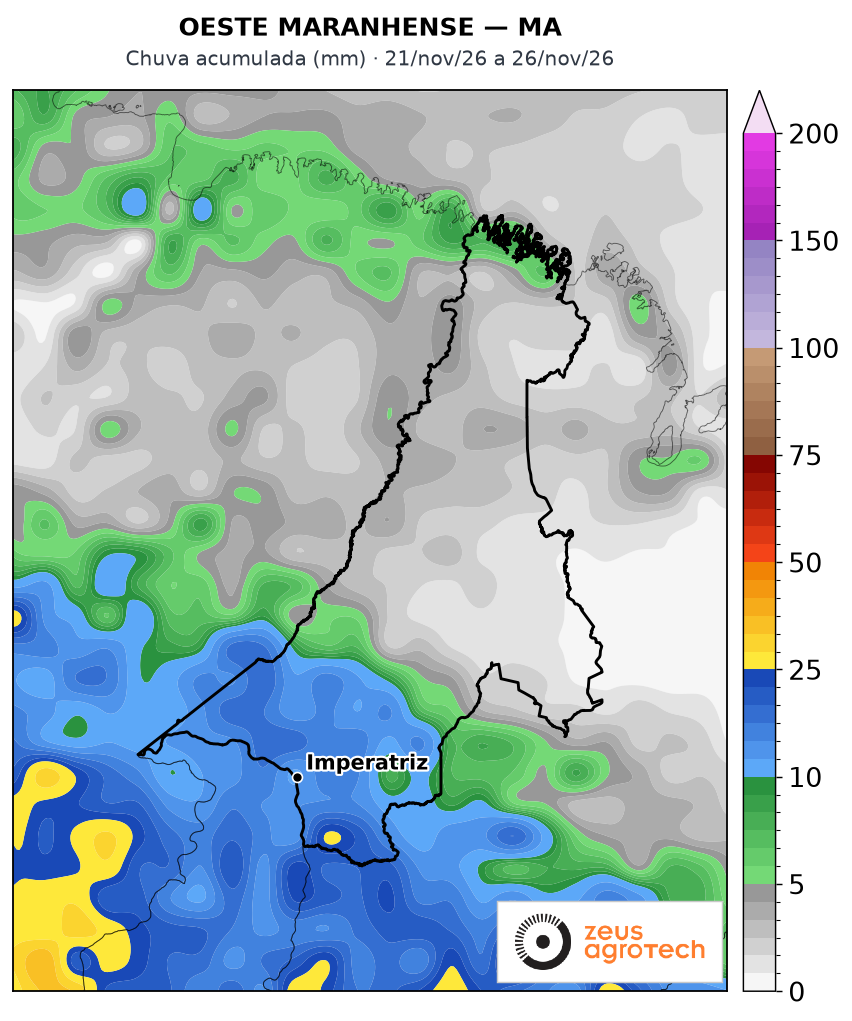 OESTE MARANHENSE — MA
Chuva acumulada (mm) · 21/nov/26 a 26/nov/26
200
150
100
75
50
25
10
5
0
Imperatriz
zeus
agrotech